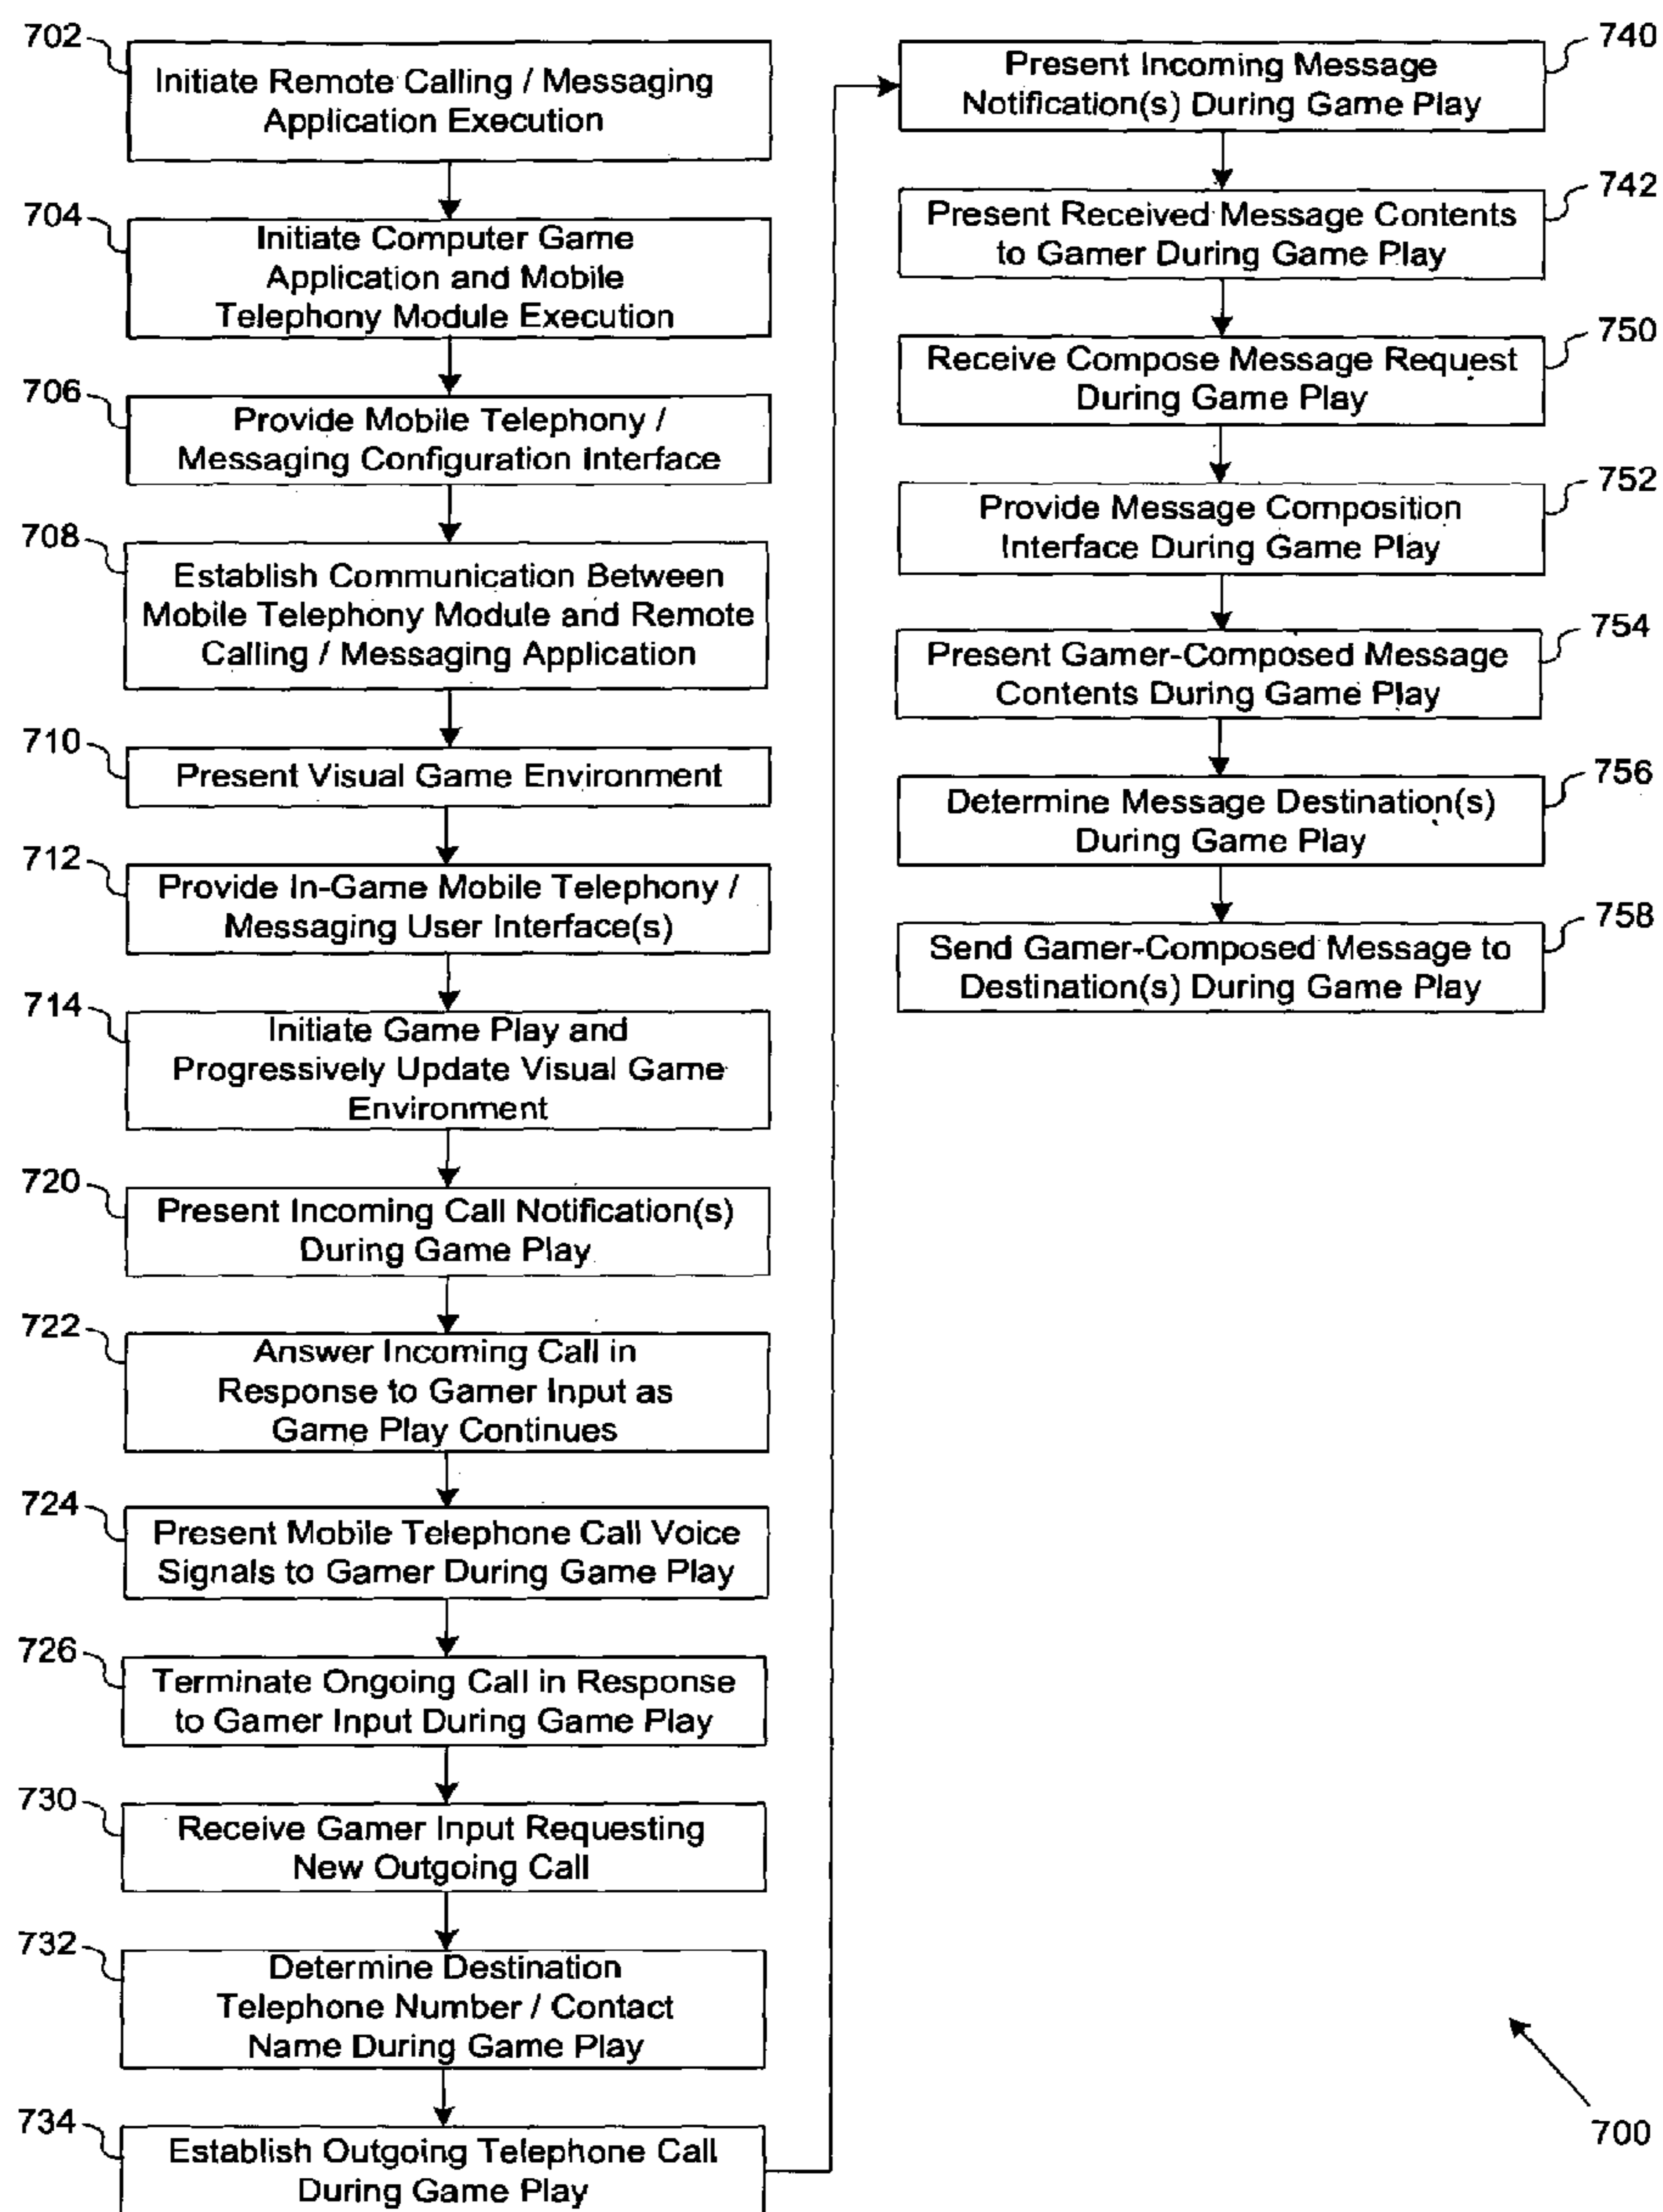 702
Initiate Remote Calling / Messaging
Application Execution
704
Initiate Computer Game
Application and Mobile
Telephony Module Execution
706
Provide Mobile Telephony /
Messaging Configuration Interface
708
Establish Communication Between
Mobile Telephony Module and Remote
Calling / Messaging Application
710
Present Visual Game Environment
712
Provide In-Game Mobile Telephony /
Messaging User Interface(s)
714
Initiate Game Play and
Progressively Update Visual Game
Environment
720
Present Incoming Call Notification(s)
During Game Play
722
Answer Incoming Call in
Response to Gamer Input as
Game Play Continues
724
Present Mobile Telephone Call Voice
Signals to Gamer During Game Play
726
Terminate Ongoing Call in Response
to Gamer Input During Game Play
730
Receive Gamer Input Requesting
New Outgoing Call
732
Determine Destination
Telephone Number / Contact
Name During Game Play
734
Establish Outgoing Telephone Call
During Game Play
740
Present Incoming Message
Notification(s) During Game Play
742
Present Received Message Contents
to Gamer During Game Play
750
Receive Compose Message Request
During Game Play
752
Provide Message Composition
Interface During Game Play
754
Present Gamer-Composed Message
Contents During Game Play
756
Determine Message Destination(s)
During Game Play
758
Send Gamer-Composed Message to
Destination(s) During Game Play
700